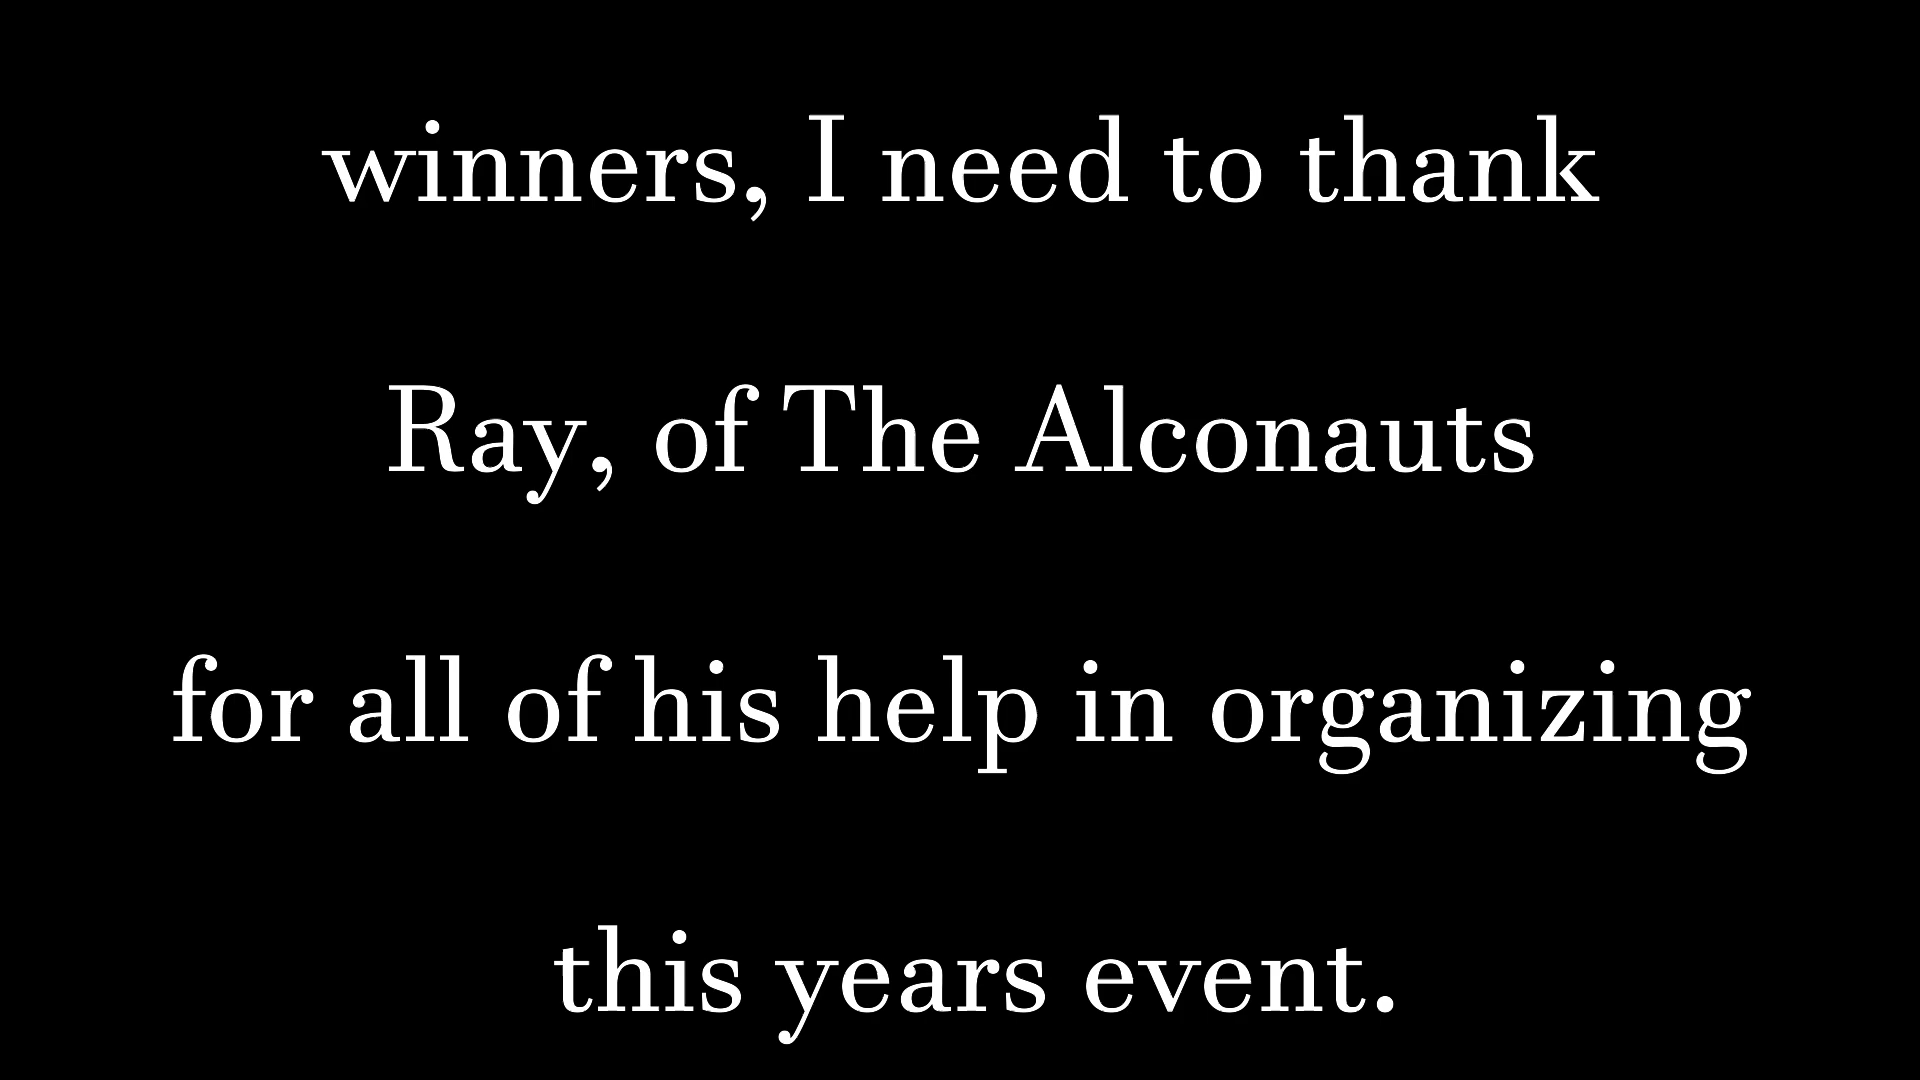 winners, I need to thank
Ray, of The Alconauts
for all of his help in organizing
this years event.